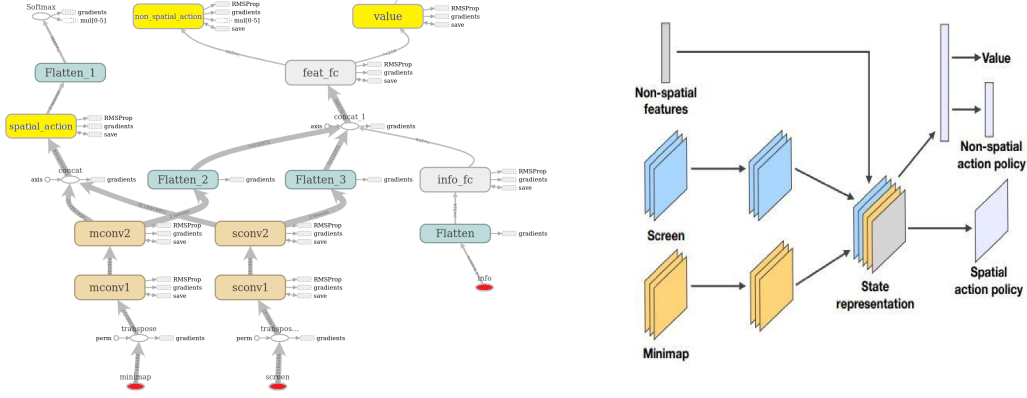 Softmax
gradients
mul[0-5]
non_spatial_action
RMSProp
gradients
mul[0-5]
save
value
RMSProp
gradients
save
Flatten_1
feat_fc
RMSProp
gradients
save
spatial_action
RMSProp
gradients
save
concat_1
axis
gradients
concat
axis
gradients
Flatten_2
gradients
Flatten_3
gradients
info_fc
RMSProp
gradients
save
mconv2
RMSProp
gradients
save
sconv2
RMSProp
gradients
save
Flatten
gradients
mconv1
RMSProp
gradients
save
sconv1
RMSProp
gradients
save
info
transpose
perm
gradients
transpos...
perm
gradients
minimap
screen
Non-spatial
features
Value
Non-spatial
action policy
Screen
State
representation
Spatial
action policy
Minimap